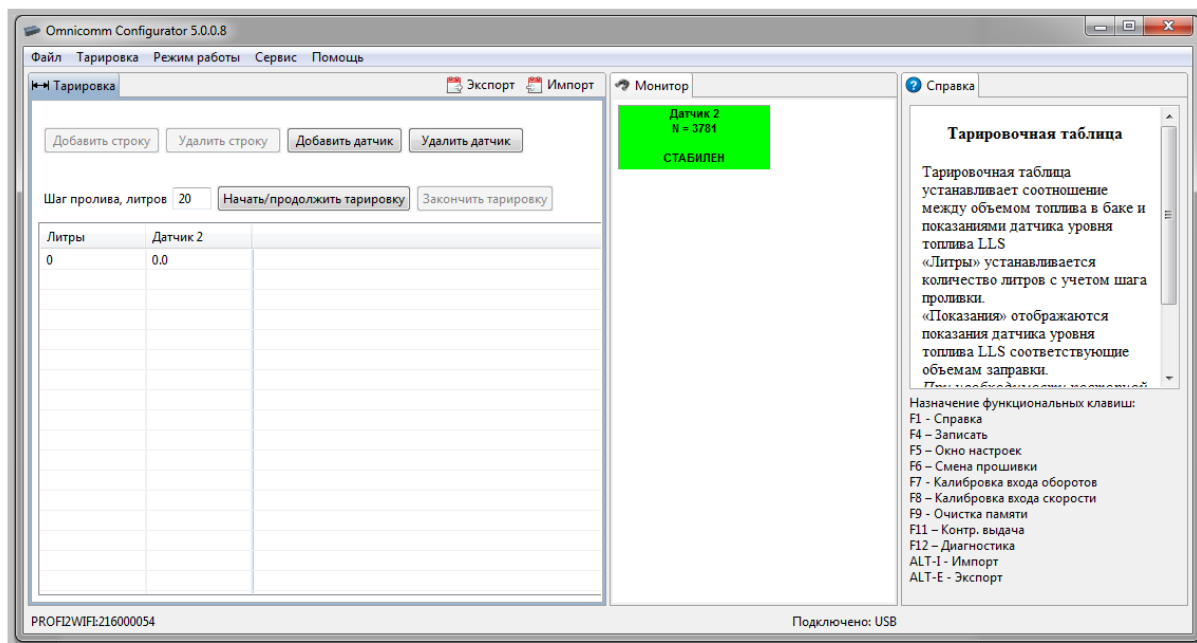 Omnicomm Configurator 5.0.0.8
Файл Тарировка Режим работы Сервис Помощь
Тарировка Экспорт Импорт
Добавить строку Удалить строку Добавить датчик Удалить датчик
Шаг пролива, литров 20 Начать/продолжить тарировку Закончить тарировку
Литры Датчик 2
0 0.0
Монитор
Датчик 2
N = 3781
СТАБИЛЕН
Справка
Тарировочная таблица
Тарировочная таблица
устанавливает соотношение
между объемом топлива в баке и
показаниями датчика уровня
топлива LLS
«Литры» устанавливается
количество литров с учетом шага
проливки.
«Показания» отображаются
показания датчика уровня
топлива LLS соответствующие
объемам заправки.
При необходимости
Назначение функциональных клавиш:
F1 - Справка
F4 – Записать
F5 – Окно настроек
F6 – Смена прошивки
F7 - Калибровка входа оборотов
F8 – Калибровка входа скорости
F9 - Очистка памяти
F11 – Контр. выдача
F12 – Диагностика
ALT-I - Импорт
ALT-E - Экспорт
PROFI2WIFI:216000054 Подключено: USB